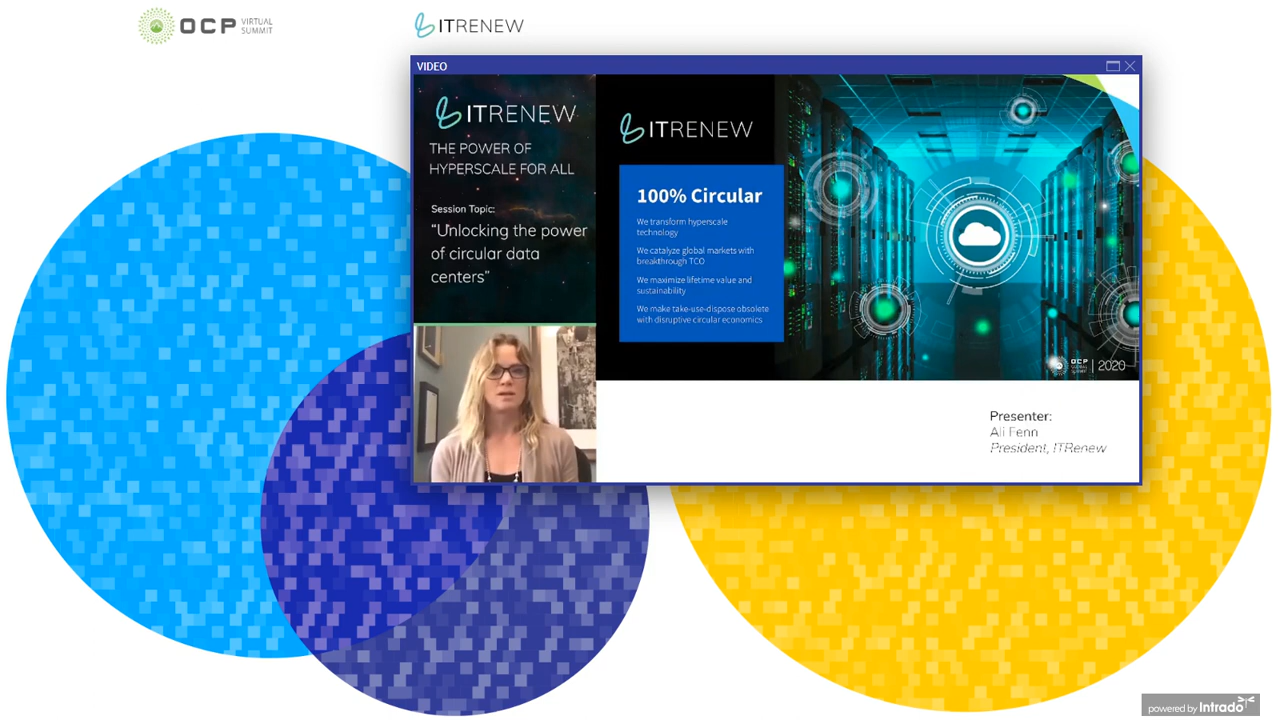 OCP VIRTUAL
SUMMIT
ITRENEW
VIDEO
ITRENEW
THE POWER OF
HYPERSCALE FOR ALL
Session Topic:
“Unlocking the power
of circular data
centers”
ITRENEW
100% Circular
We transform hyperscale
technology
We catalyze global markets with
breakthrough TCO
We maximize lifetime value and
sustainability
We make take-use-dispose obsolete
with disruptive circular economics
OCP
GLOBAL
SUMMIT | 2020
Presenter:
Ali Fenn
President, ITRenew
powered by Intrado